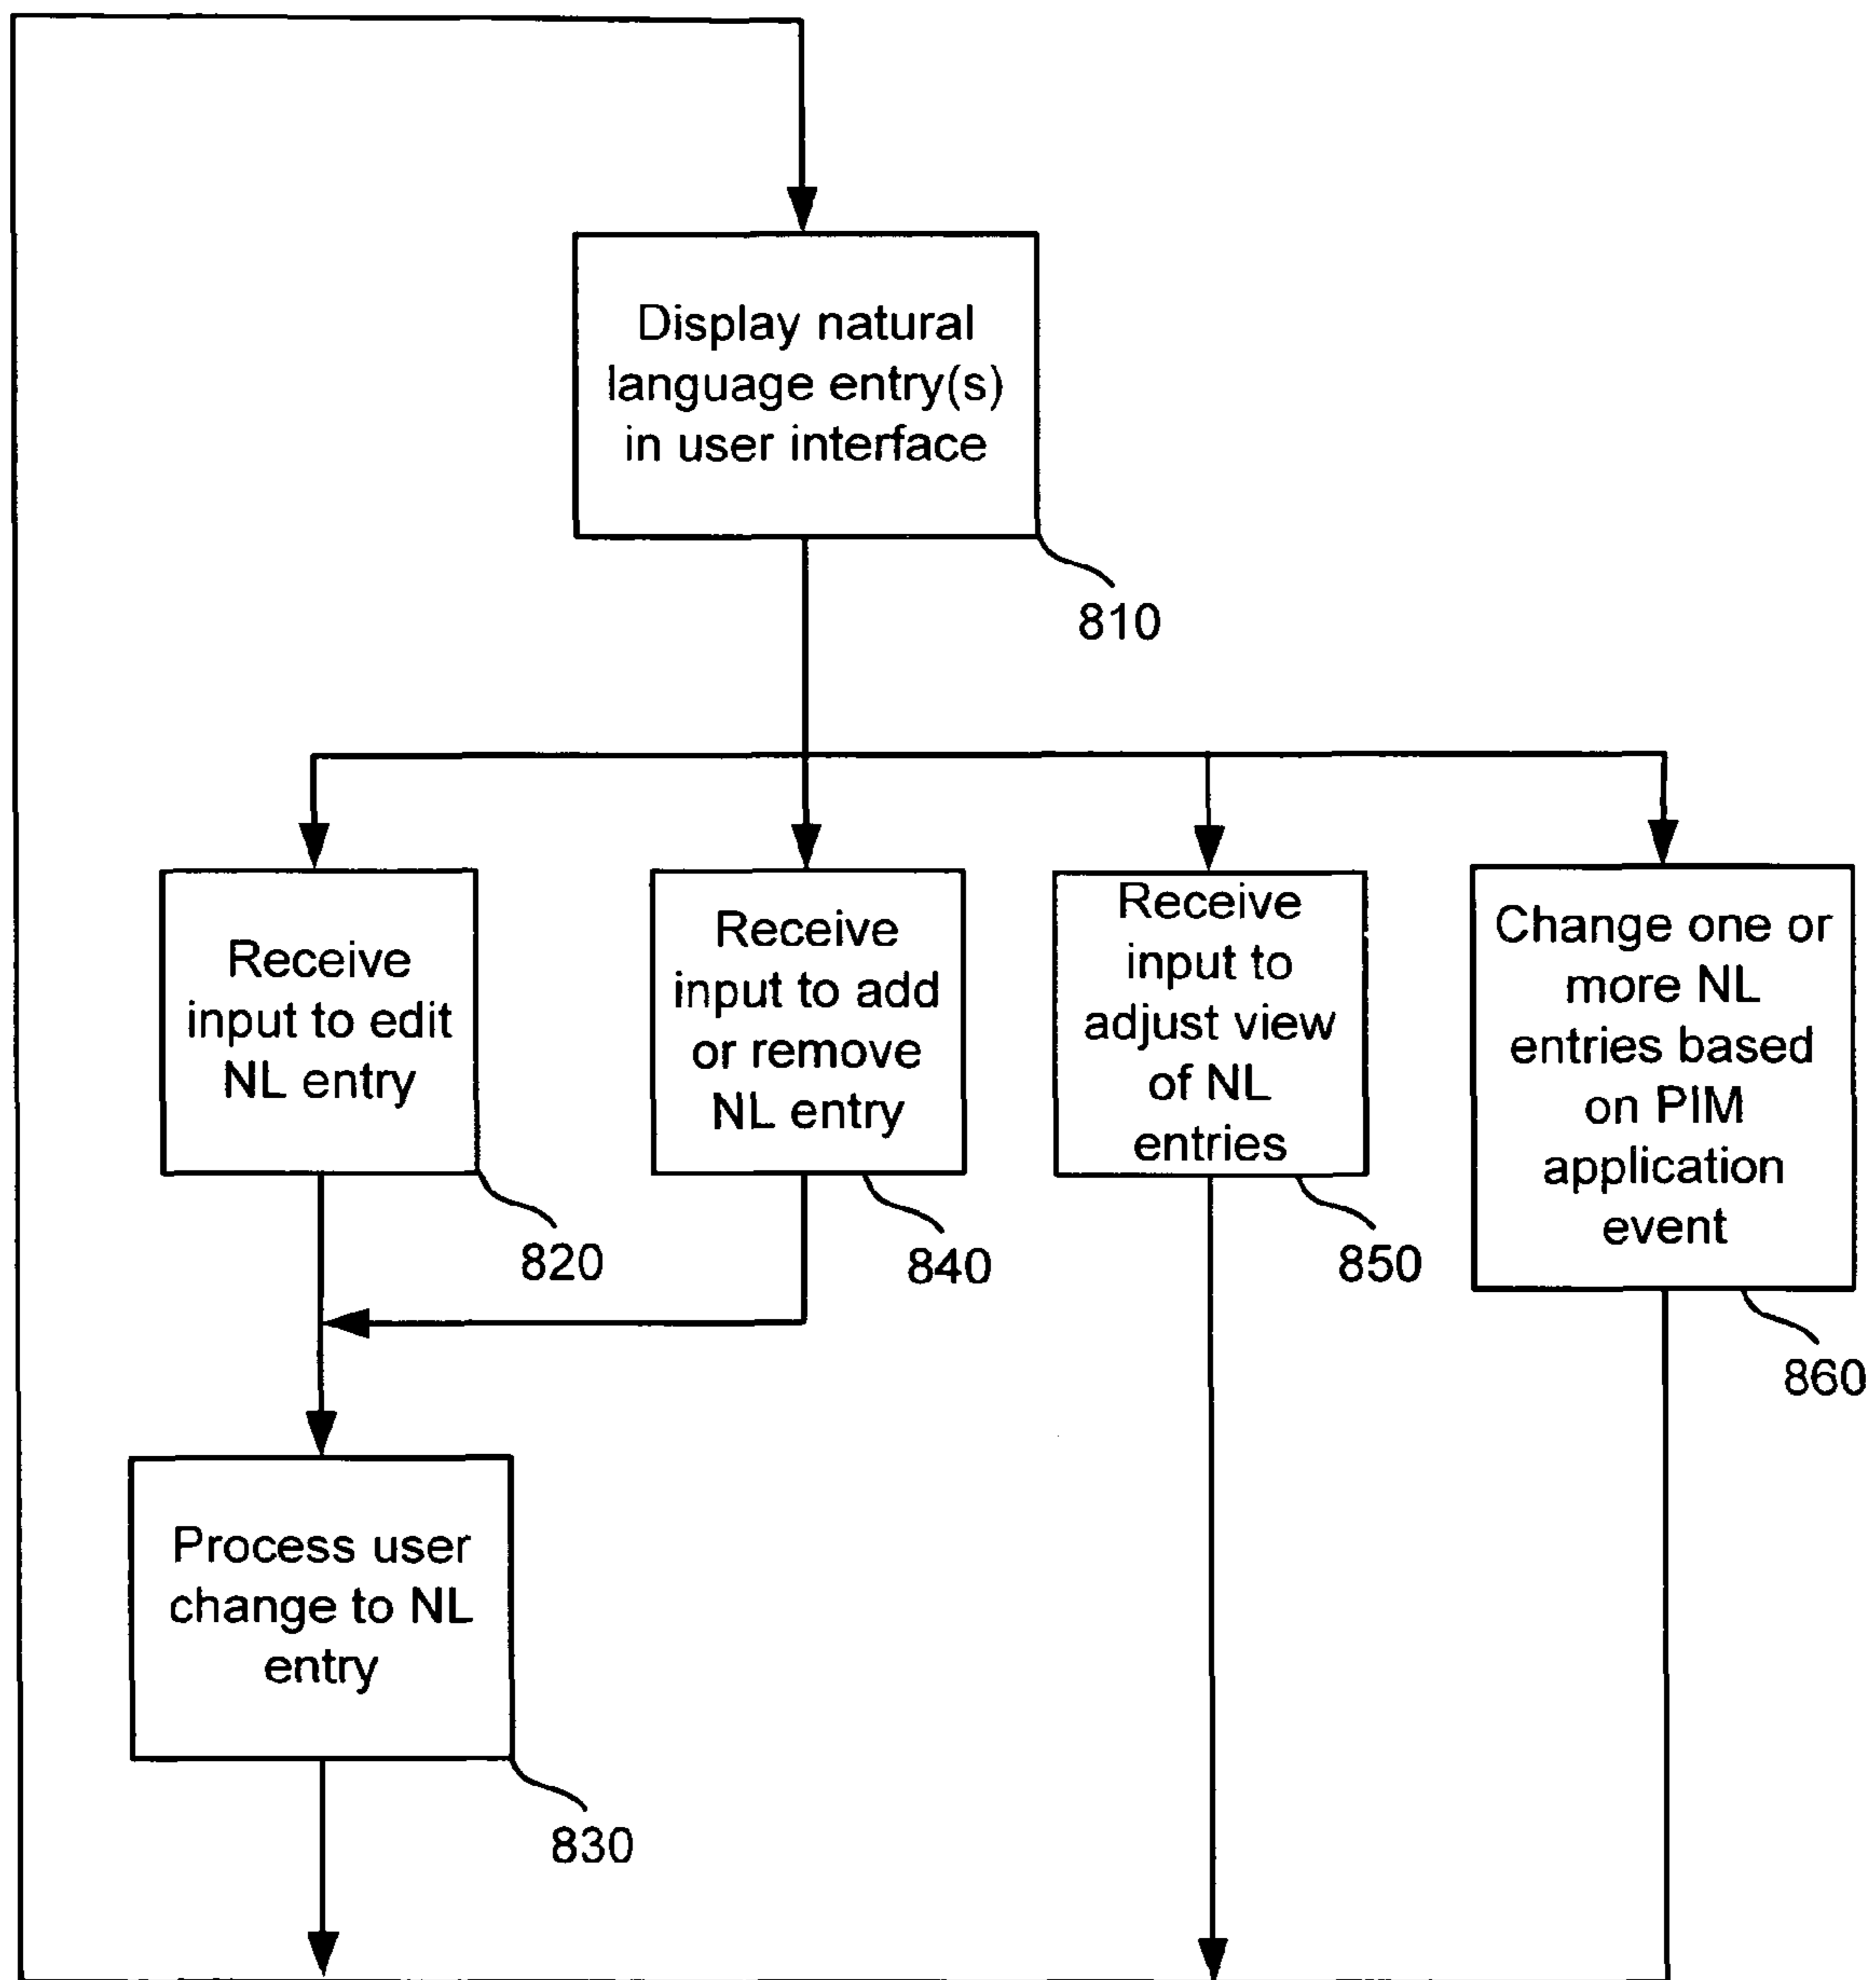 Display natural
language entry(s)
in user interface
810
Receive
input to edit
NL entry
820
Receive
input to add
or remove
NL entry
840
Receive
input to
adjust view
of NL
entries
850
Change one or
more NL
entries based
on PIM
application
event
860
Process user
change to NL
entry
830